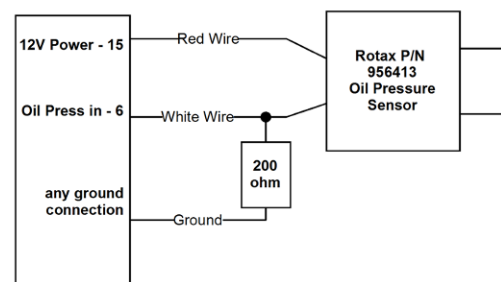 12V Power - 15
Red Wire
Rotax P/N
956413
Oil Pressure
Sensor
Oil Press in - 6
White Wire
200
ohm
any ground
connection
Ground